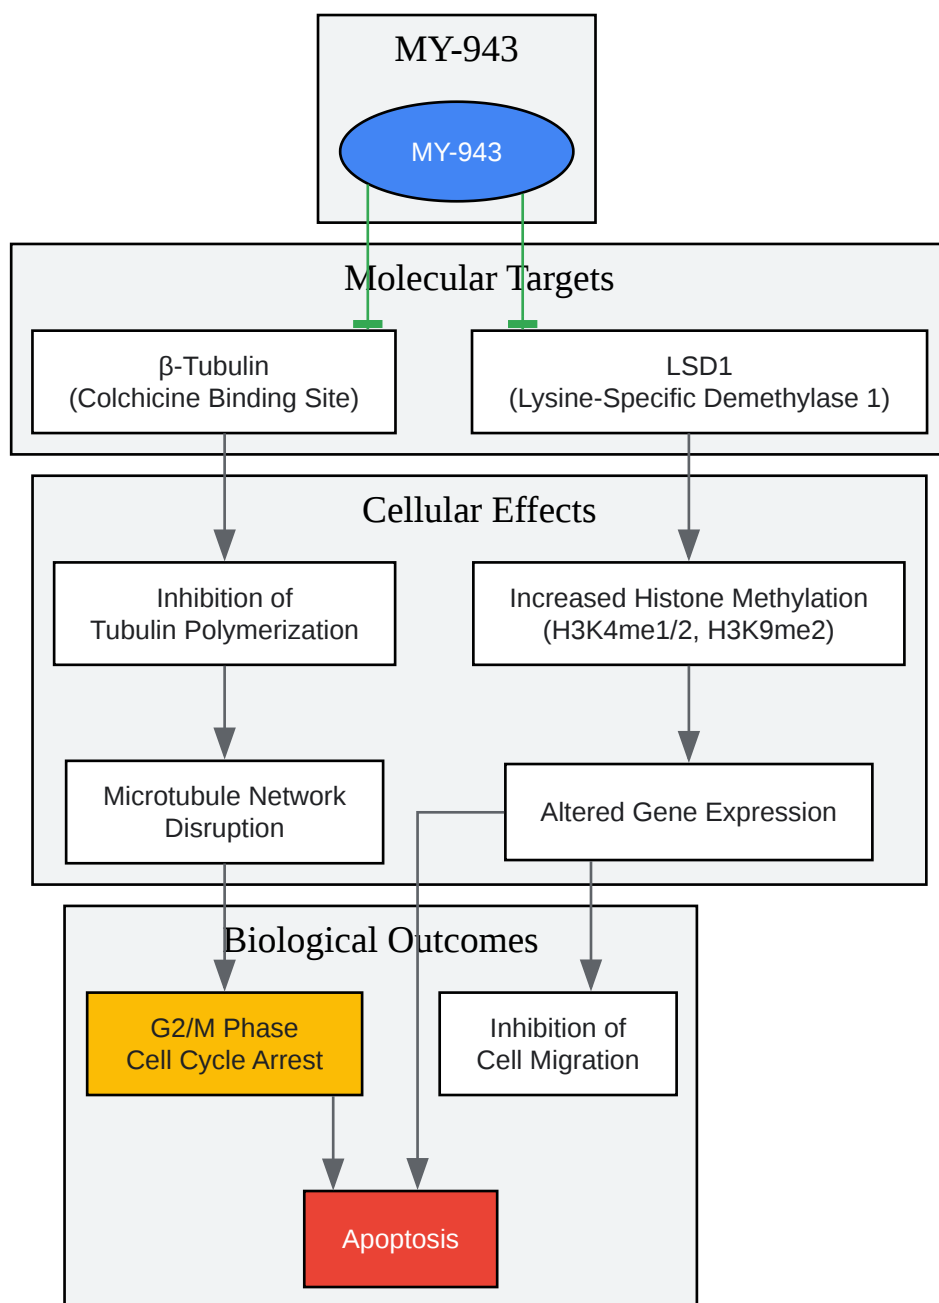 MY-943
MY-943
Molecular Targets
β-Tubulin
(Colchicine Binding Site)
LSD1
(Lysine-Specific Demethylase 1)
Cellular Effects
Inhibition of
Tubulin Polymerization
Increased Histone Methylation
(H3K4me1/2, H3K9me2)
Microtubule Network
Disruption
Altered Gene Expression
Biological Outcomes
G2/M Phase
Cell Cycle Arrest
Inhibition of
Cell Migration
Apoptosis